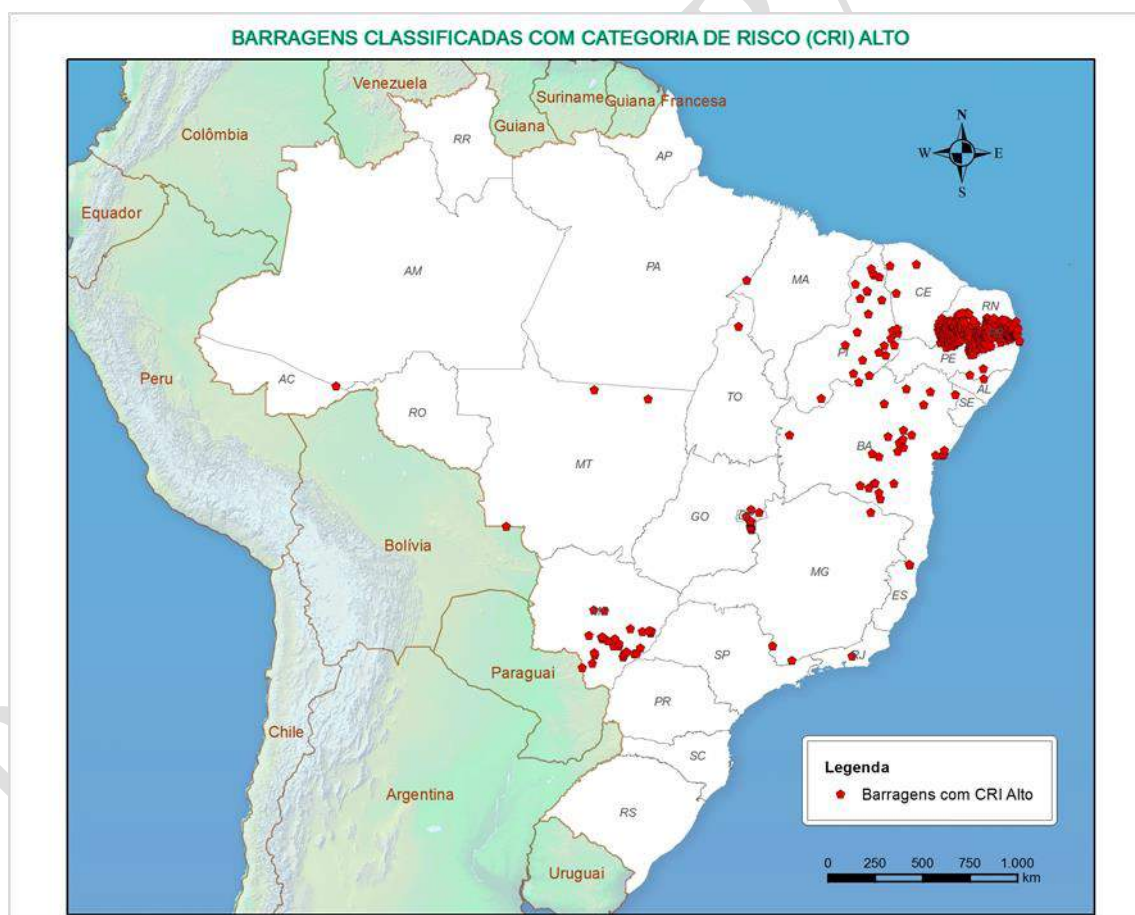 BARRAGENS CLASSIFICADAS COM CATEGORIA DE RISCO (CRI) ALTO
Venezuela
Suriname
Guiana Francesa
Guiana
Colômbia
RR
AP
N
W
E
S
Equador
AM
PA
MA
CE
RN
PI
PE
AL
SE
Peru
AC
RO
TO
BA
MT
GO
Bolívia
MG
ES
SP
RJ
Paraguai
PR
Chile
SC
Argentina
RS
Uruguai
Legenda
Barragens com CRI Alto
0 250 500 750 1.000
km